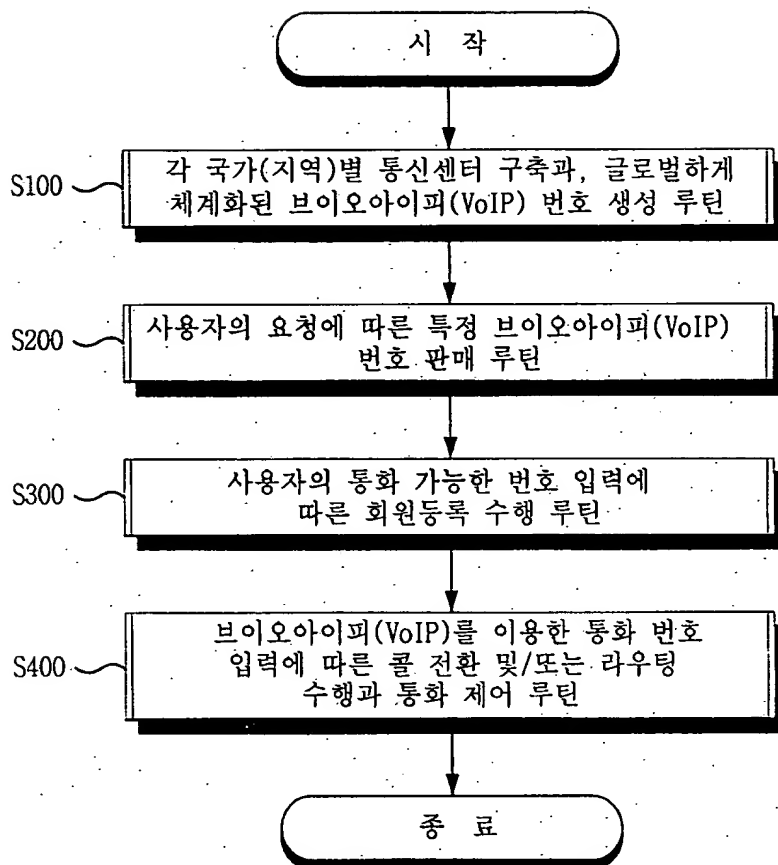 시 작
S100
각 국가(지역)별 통신센터 구축과, 글로벌하게
체계화된 브이오아이피(VoIP) 번호 생성 루틴
S200
사용자의 요청에 따른 특정 브이오아이피(VoIP)
번호 판매 루틴
S300
사용자의 통화 가능한 번호 입력에
따른 회원등록 수행 루틴
S400
브이오아이피(VoIP)를 이용한 통화 번호
입력에 따른 콜 전환 및/또는 라우팅
수행과 통화 제어 루틴
종 료